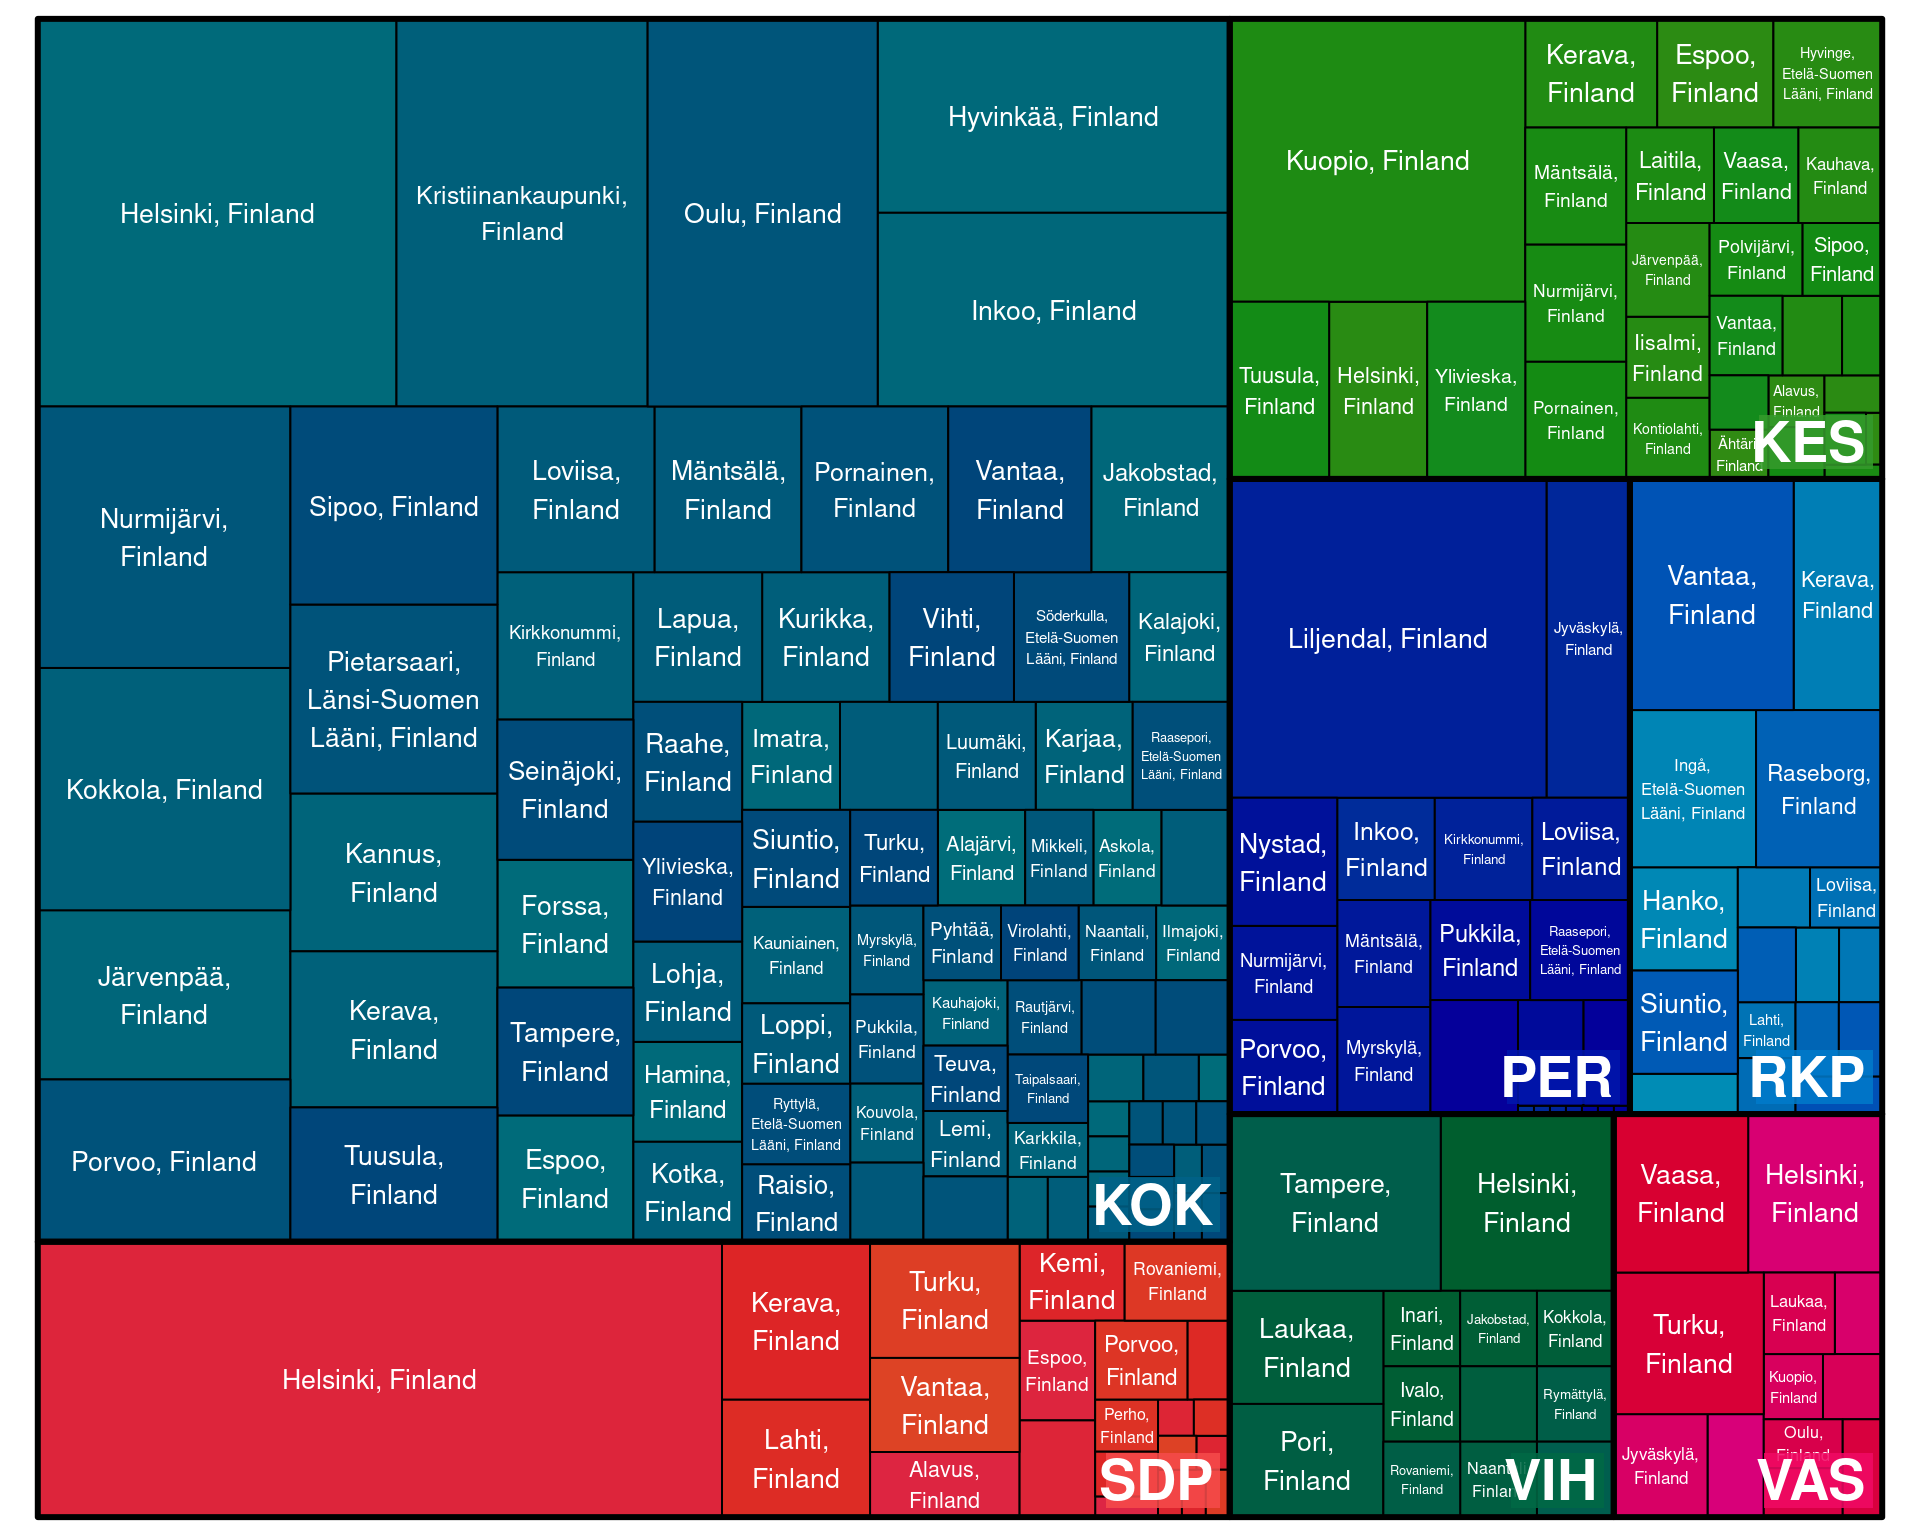 Helsinki, Finland
Kristiinankaupunki,
Finland
Oulu, Finland
Hyvinkää, Finland
Inkoo, Finland
Nurmijärvi,
Finland
Kokkola, Finland
Järvenpää,
Finland
Porvoo, Finland
Sipoo, Finland
Pietarsaari,
Länsi-Suomen
Lääni, Finland
Kannus,
Finland
Kerava,
Finland
Tuusula,
Finland
Loviisa,
Finland
Mäntsälä,
Finland
Pornainen,
Finland
Vantaa,
Finland
Jakobstad,
Finland
Kirkkonummi,
Finland
Seinäjoki,
Finland
Forssa,
Finland
Tampere,
Finland
Espoo,
Finland
Lapua,
Finland
Kurikka,
Finland
Vihti,
Finland
Söderkulla,
Etelä-Suomen
Lääni, Finland
Kalajoki,
Finland
Raahe,
Finland
Ylivieska,
Finland
Lohja,
Finland
Hamina,
Finland
Kotka,
Finland
Imatra,
Finland
Luumäki,
Finland
Karjaa,
Finland
Raasepori,
Etelä-Suomen
Lääni, Finland
Siuntio,
Finland
Kauniainen,
Finland
Loppi,
Finland
Ryttylä,
Etelä-Suomen
Lääni, Finland
Raisio,
Finland
Turku,
Finland
Alajärvi,
Finland
Mikkeli,
Finland
Askola,
Finland
Myrskylä,
Finland
Pukkila,
Finland
Kouvola,
Finland
Pyhtää,
Finland
Virolahti,
Finland
Naantali,
Finland
Ilmajoki,
Finland
Kauhajoki,
Finland
Teuva,
Finland
Lemi,
Finland
Rautjärvi,
Finland
Taipalsaari,
Finland
Karkkila,
Finland
KOK
Helsinki, Finland
Kerava,
Finland
Lahti,
Finland
Turku,
Finland
Vantaa,
Finland
Alavus,
Finland
Kemi,
Finland
Rovaniemi,
Finland
Espoo,
Finland
Porvoo,
Finland
Perho,
Finland
SDP
Kuopio, Finland
Tuusula,
Finland
Helsinki,
Finland
Ylivieska,
Finland
Kerava,
Finland
Espoo,
Finland
Hyvinge,
Etelä-Suomen
Lääni, Finland
Mäntsälä,
Finland
Nurmijärvi,
Finland
Pornainen,
Finland
Laitila,
Finland
Vaasa,
Finland
Kauhava,
Finland
Järvenpää,
Finland
Iisalmi,
Finland
Kontiolahti,
Finland
Polvijärvi,
Finland
Sipoo,
Finland
Vantaa,
Finland
Alavus,
Finland
Ähtäri,
Finland
KES
Liljendal, Finland
Jyväskylä,
Finland
Nystad,
Finland
Nurmijärvi,
Finland
Porvoo,
Finland
Inkoo,
Finland
Kirkkonummi,
Finland
Loviisa,
Finland
Mäntsälä,
Finland
Myrskylä,
Finland
Pukkila,
Finland
Raasepori,
Etelä-Suomen
Lääni, Finland
PER
Vantaa,
Finland
Kerava,
Finland
Ingå,
Etelä-Suomen
Lääni, Finland
Raseborg,
Finland
Hanko,
Finland
Siuntio,
Finland
Loviisa,
Finland
Lahti,
Finland
RKP
Tampere,
Finland
Helsinki,
Finland
Laukaa,
Finland
Pori,
Finland
Inari,
Finland
Jakobstad,
Finland
Kokkola,
Finland
Ivalo,
Finland
Rymättylä,
Finland
Rovaniemi,
Finland
Naantali,
Finland
VIH
Vaasa,
Finland
Helsinki,
Finland
Turku,
Finland
Laukaa,
Finland
Kuopio,
Finland
Jyväskylä,
Finland
Oulu,
Finland
VAS